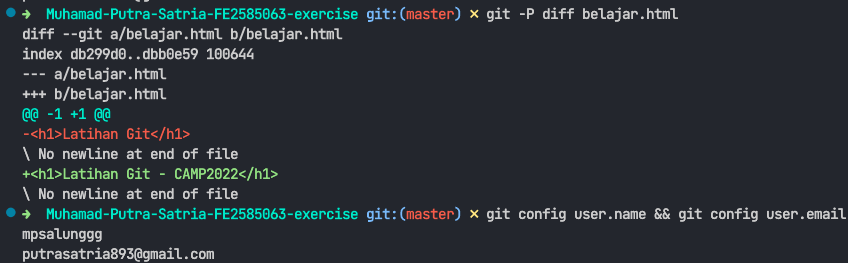 ➜ Muhamad-Putra-Satria-FE2585063-exercise git:(master) ✗ git -P diff belajar.html
diff --git a/belajar.html b/belajar.html
index db299d0..dbb0e59 100644
--- a/belajar.html
+++ b/belajar.html
@@ -1 +1 @@
-<h1>Latihan Git</h1>
\ No newline at end of file
+<h1>Latihan Git - CAMP2022</h1>
\ No newline at end of file
➜ Muhamad-Putra-Satria-FE2585063-exercise git:(master) ✗ git config user.name && git config user.email
mpsalunggg
putrasatria893@gmail.com